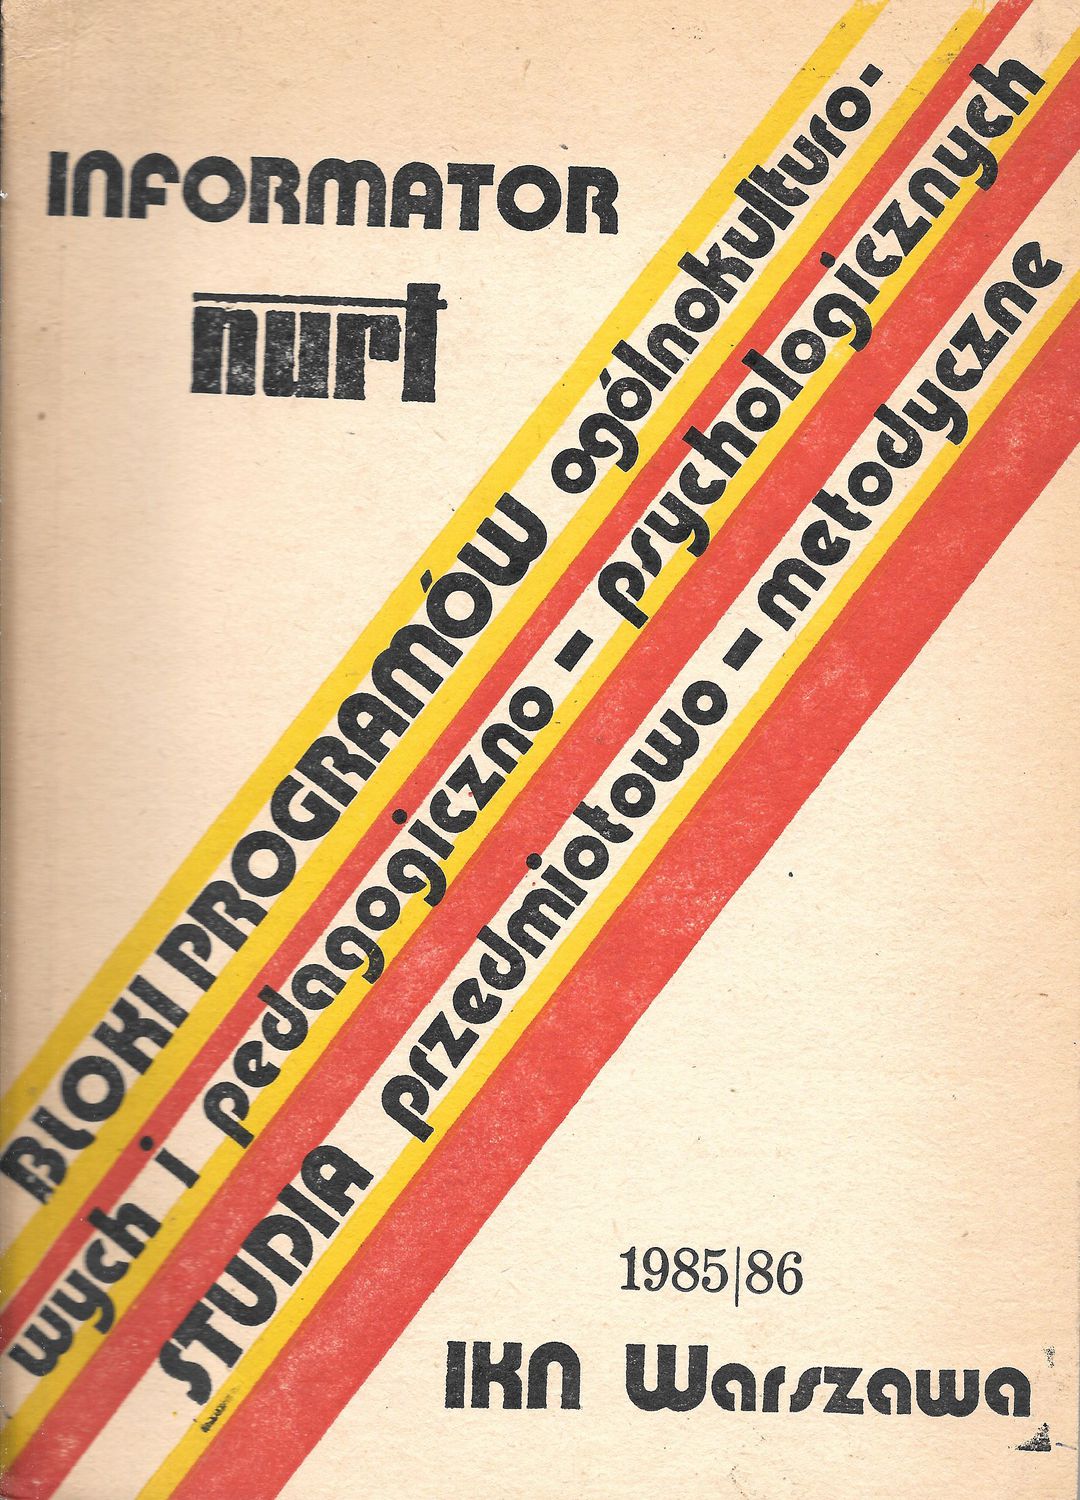 INFORMATOR
nurt
BLOKI PROGRAMÓW ogólnokulturo-
wych i pedagogiczno - psychologicznych
STUDIA przedmiotowo - metodyczne
1985|86
IKN Warszawa